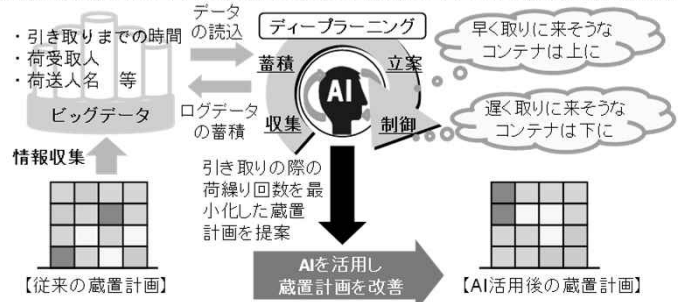 ・引き取りまでの時間
・荷受取人
・荷送人名 等
ビッグデータ
情報収集
【従来の蔵置計画】
データ
の読込
ログデータ
の蓄積
ディープラーニング
蓄積
立案
AI
収集
制御
引き取りの際の
荷繰り回数を最
小化した蔵置
計画を提案
AIを活用し
蔵置計画を改善
早く取りに来そうな
コンテナは上に
遅く取りに来そうな
コンテナは下に
【AI活用後の蔵置計画】